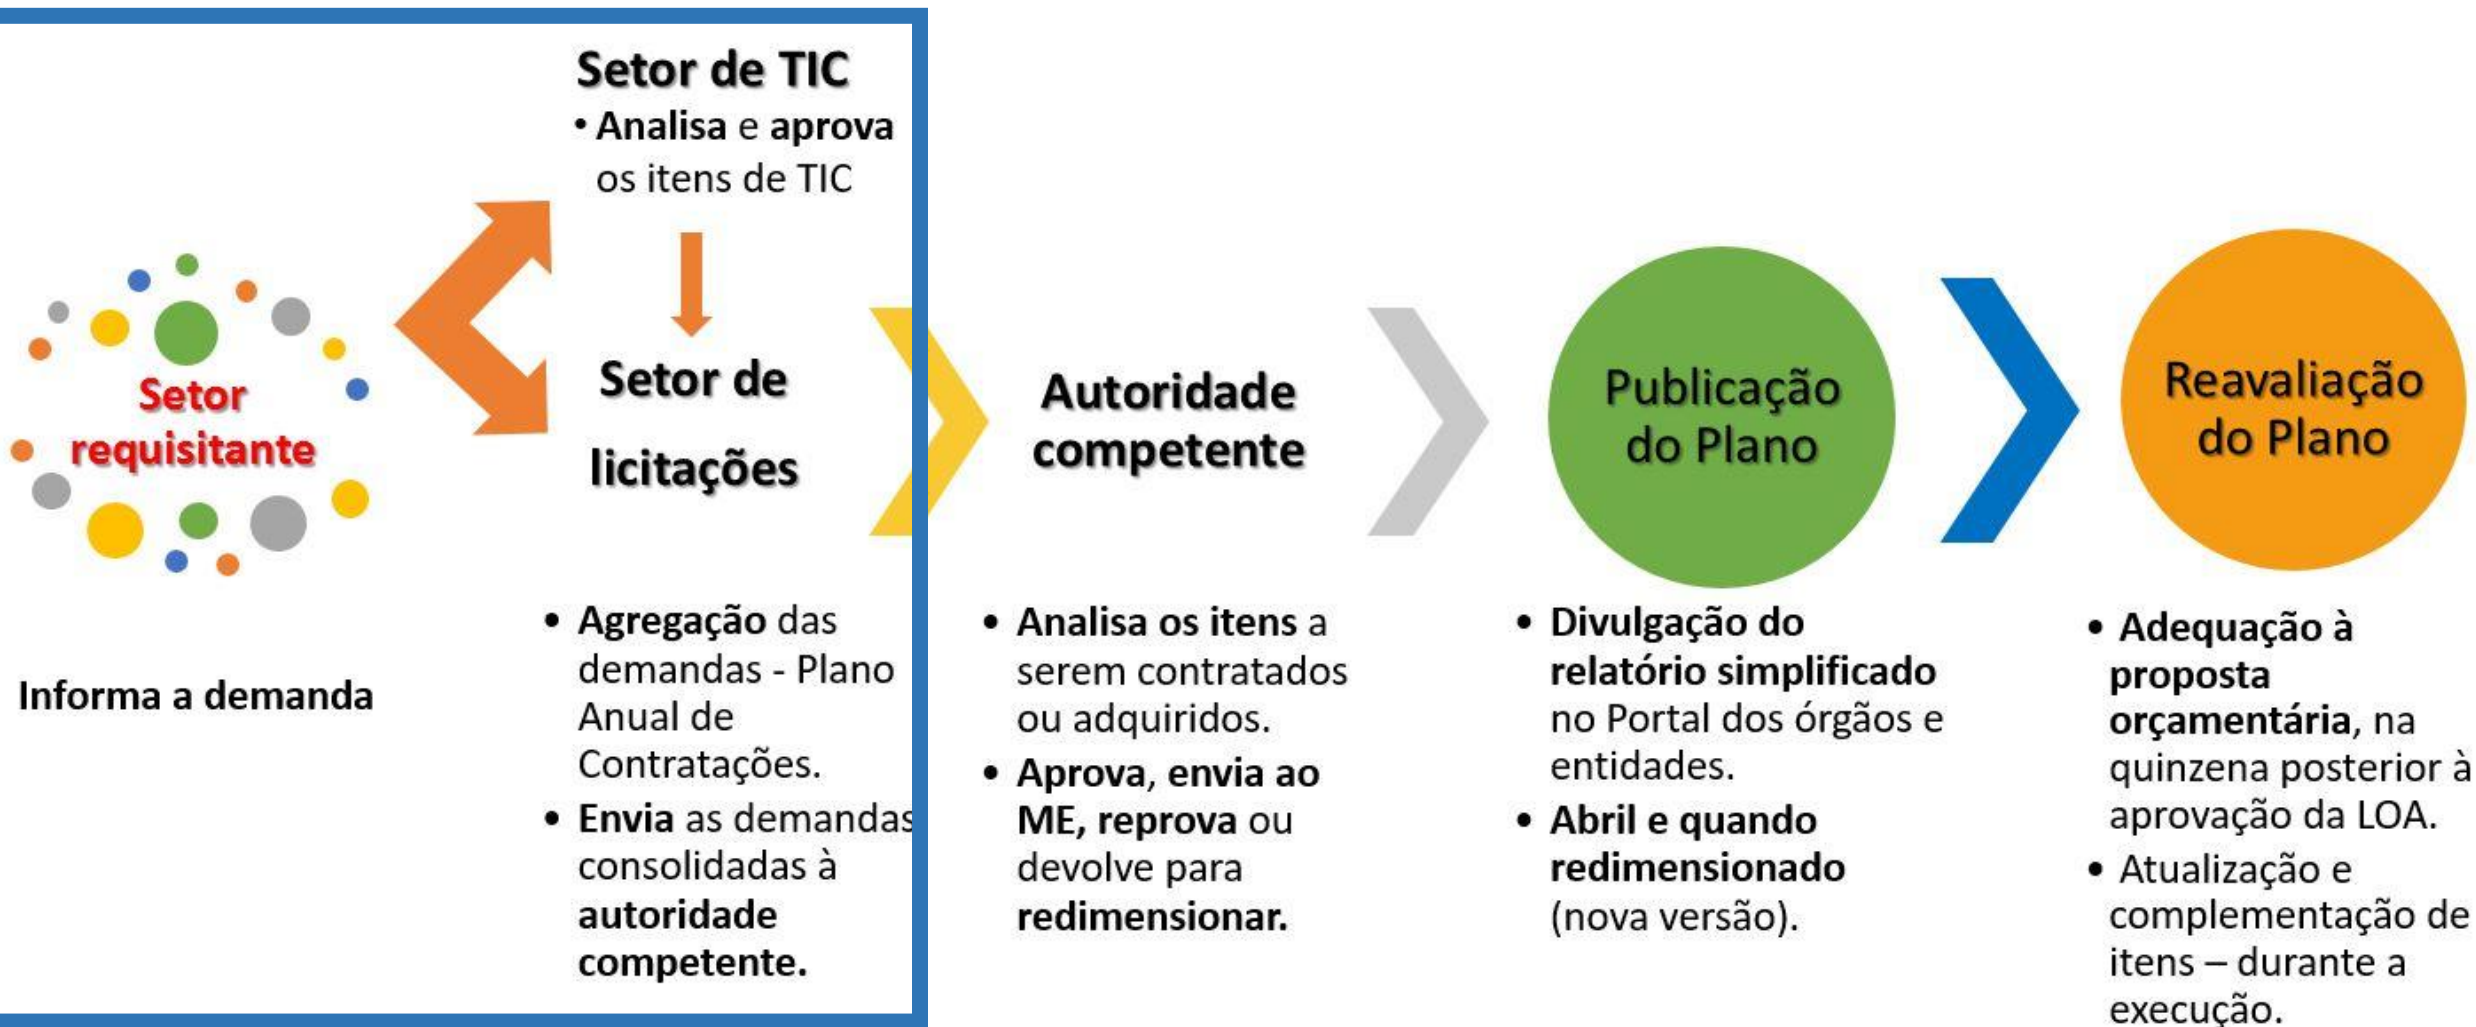 Setor de TIC
• Analisa e aprova
os itens de TIC
Setor
requisitante
Informa a demanda
Setor de
licitações
• Agregação das
demandas - Plano
Anual de
Contratações.
• Envia as demandas
consolidadas à
autoridade
competente.
Autoridade
competente
• Analisa os itens a
serem contratados
ou adquiridos.
• Aprova, envia ao
ME, reprova ou
devolve para
redimensionar.
Publicação
do Plano
• Divulgação do
relatório simplificado
no Portal dos órgãos e
entidades.
• Abril e quando
redimensionado
(nova versão).
Reavaliação
do Plano
• Adequação à
proposta
orçamentária, na
quinzena posterior à
aprovação da LOA.
• Atualização e
complementação de
itens – durante a
execução.